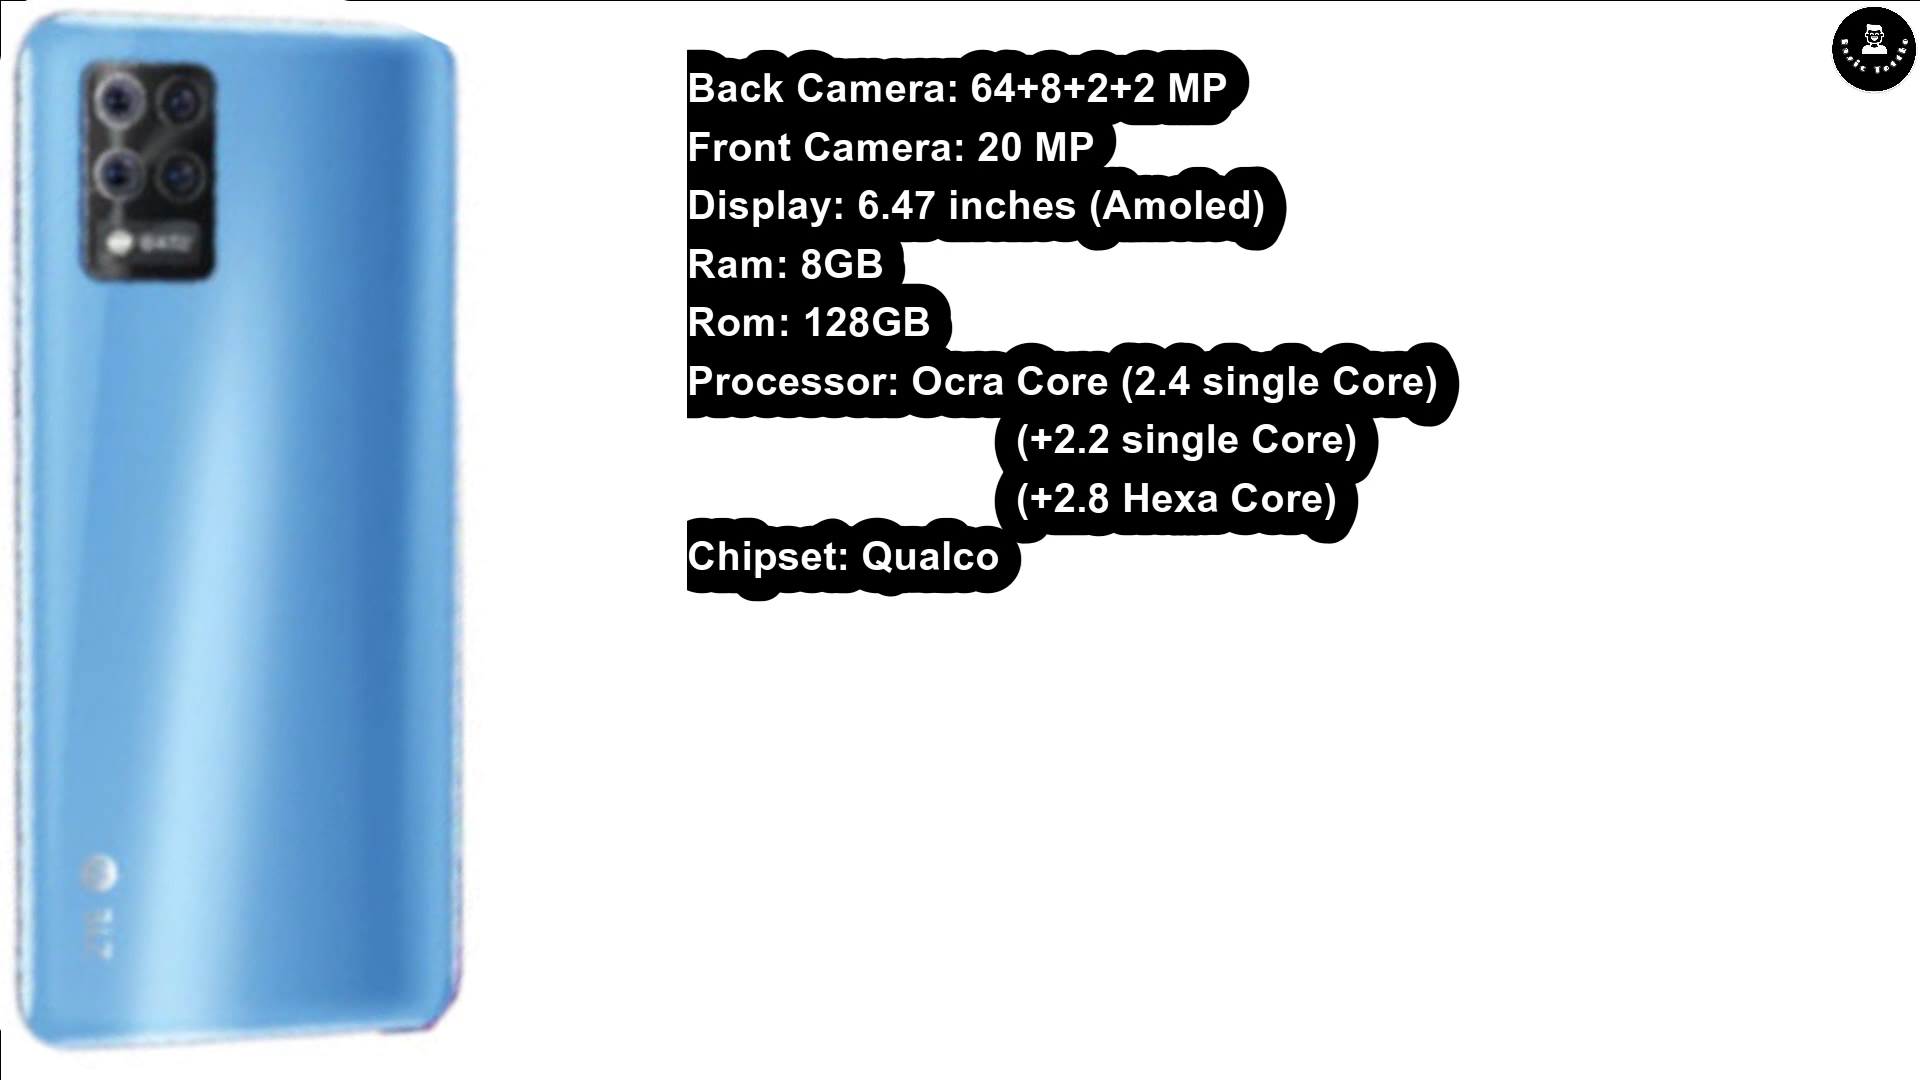 Back Camera: 64+8+2+2 MP
Front Camera: 20 MP
Display: 6.47 inches (Amoled)
Ram: 8GB
Rom: 128GB
Processor: Ocra Core (2.4 single Core)
(+2.2 single Core)
(+2.8 Hexa Core)
Chipset: Qualco